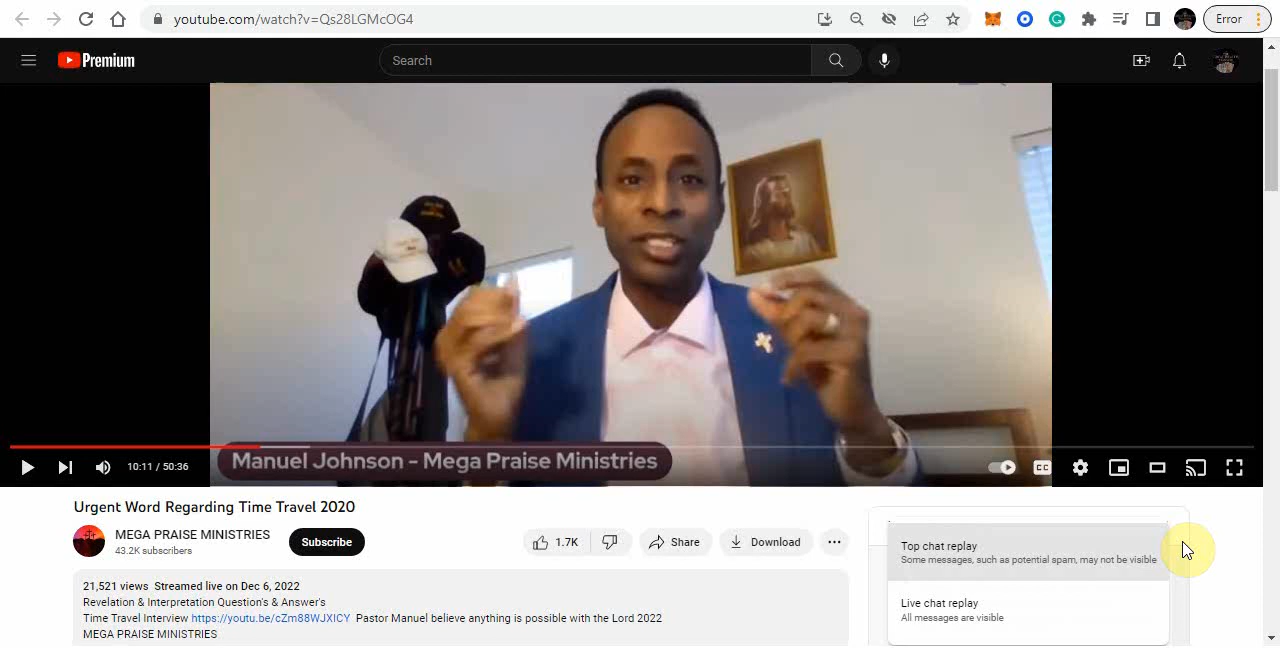 youtube.com/watch?v=Qs28LGMcOG4
Error
Premium
Search
Manuel Johnson - Mega Praise Ministries
10:11 / 50:36
CC
Urgent Word Regarding Time Travel 2020
MEGA PRAISE MINISTRIES
43.2K subscribers
Subscribe
1.7K
Share
Download
21,521 views Streamed live on Dec 6, 2022
Revelation & Interpretation Question's & Answer's
Time Travel Interview https://youtu.be/cZm88WJXICY Pastor Manuel believe anything is possible with the Lord 2022
MEGA PRAISE MINISTRIES
Top chat replay
Some messages, such as potential spam, may not be visible
Live chat replay
All messages are visible